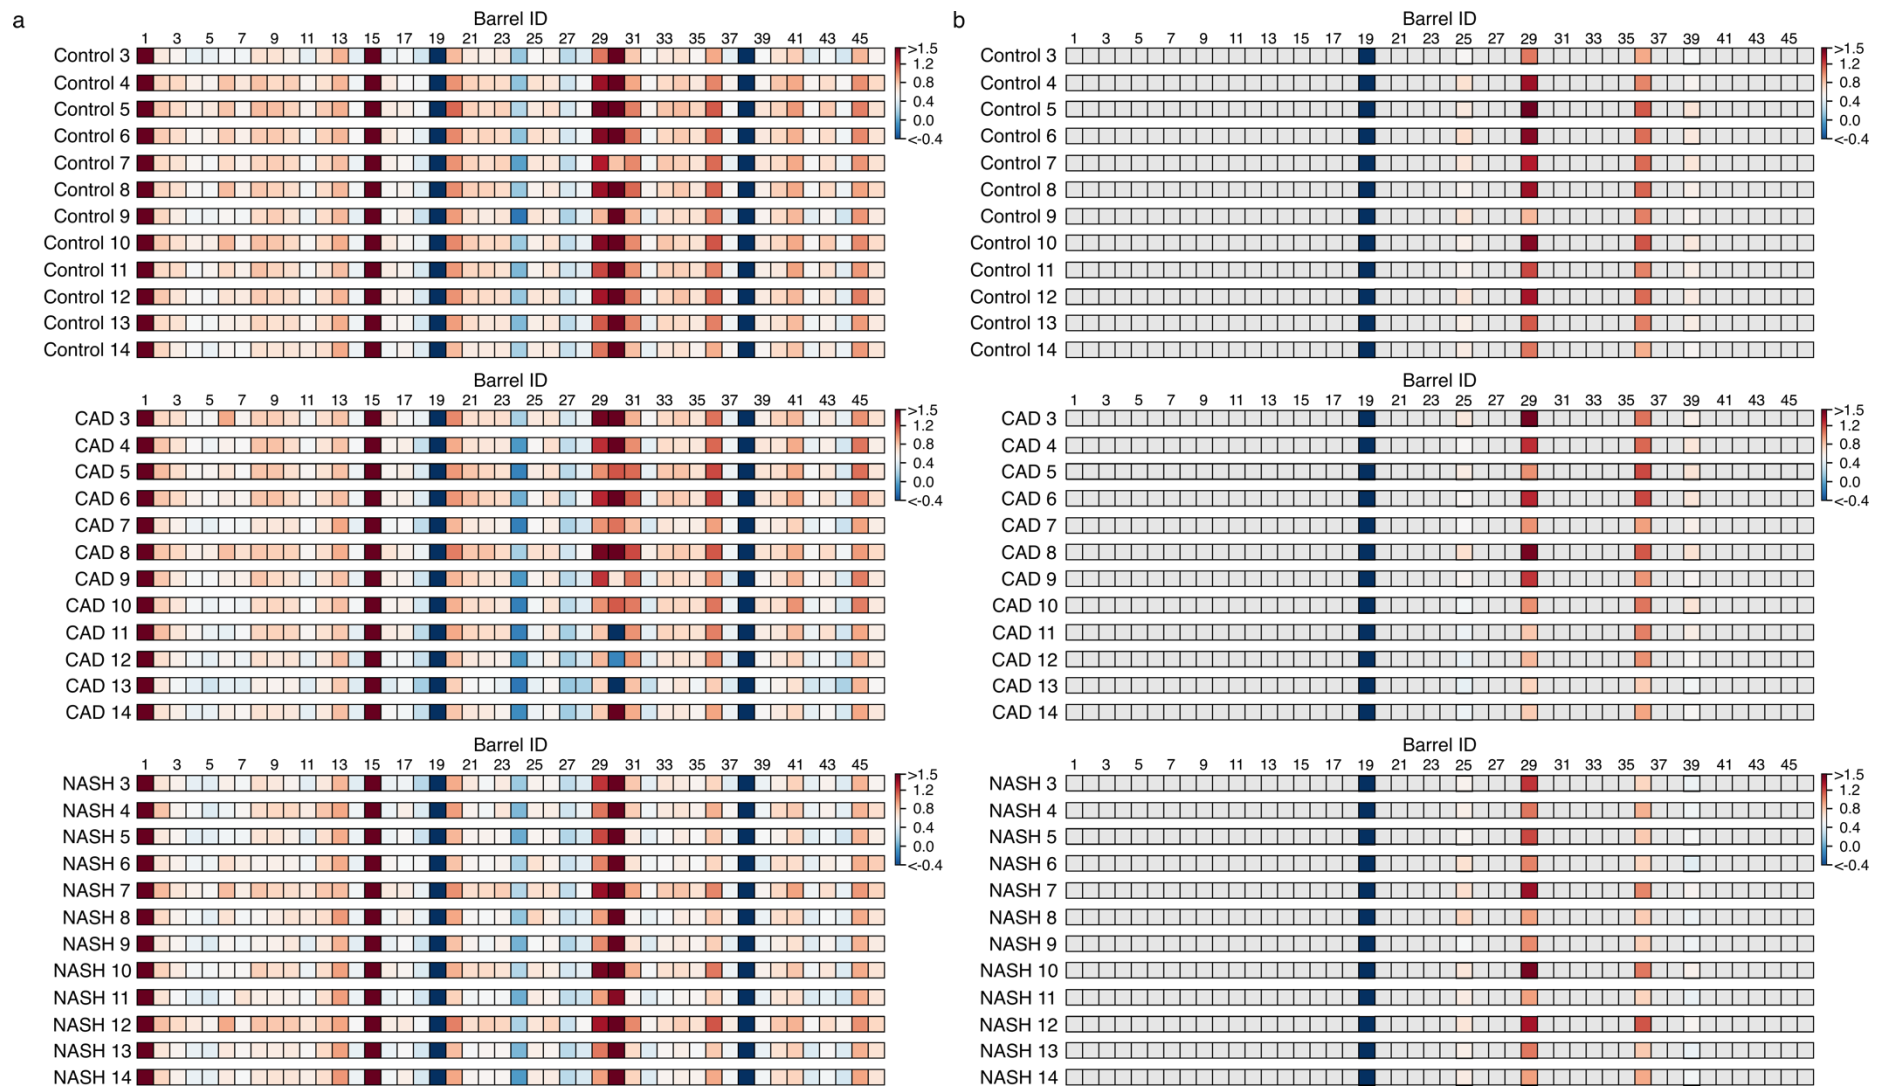 a
Barrel ID
1 3 5 7 9 11 13 15 17 19 21 23 25 27 29 31 33 35 37 39 41 43 45
Control 3
Control 4
Control 5
Control 6
Control 7
Control 8
Control 9
Control 10
Control 11
Control 12
Control 13
Control 14
>1.5
1.2
0.8
0.4
0.0
<-0.4
Barrel ID
1 3 5 7 9 11 13 15 17 19 21 23 25 27 29 31 33 35 37 39 41 43 45
CAD 3
CAD 4
CAD 5
CAD 6
CAD 7
CAD 8
CAD 9
CAD 10
CAD 11
CAD 12
CAD 13
CAD 14
>1.5
1.2
0.8
0.4
0.0
<-0.4
Barrel ID
1 3 5 7 9 11 13 15 17 19 21 23 25 27 29 31 33 35 37 39 41 43 45
NASH 3
NASH 4
NASH 5
NASH 6
NASH 7
NASH 8
NASH 9
NASH 10
NASH 11
NASH 12
NASH 13
NASH 14
>1.5
1.2
0.8
0.4
0.0
<-0.4
b
Barrel ID
1 3 5 7 9 11 13 15 17 19 21 23 25 27 29 31 33 35 37 39 41 43 45
Control 3
Control 4
Control 5
Control 6
Control 7
Control 8
Control 9
Control 10
Control 11
Control 12
Control 13
Control 14
>1.5
1.2
0.8
0.4
0.0
<-0.4
Barrel ID
1 3 5 7 9 11 13 15 17 19 21 23 25 27 29 31 33 35 37 39 41 43 45
CAD 3
CAD 4
CAD 5
CAD 6
CAD 7
CAD 8
CAD 9
CAD 10
CAD 11
CAD 12
CAD 13
CAD 14
>1.5
1.2
0.8
0.4
0.0
<-0.4
Barrel ID
1 3 5 7 9 11 13 15 17 19 21 23 25 27 29 31 33 35 37 39 41 43 45
NASH 3
NASH 4
NASH 5
NASH 6
NASH 7
NASH 8
NASH 9
NASH 10
NASH 11
NASH 12
NASH 13
NASH 14
>1.5
1.2
0.8
0.4
0.0
<-0.4